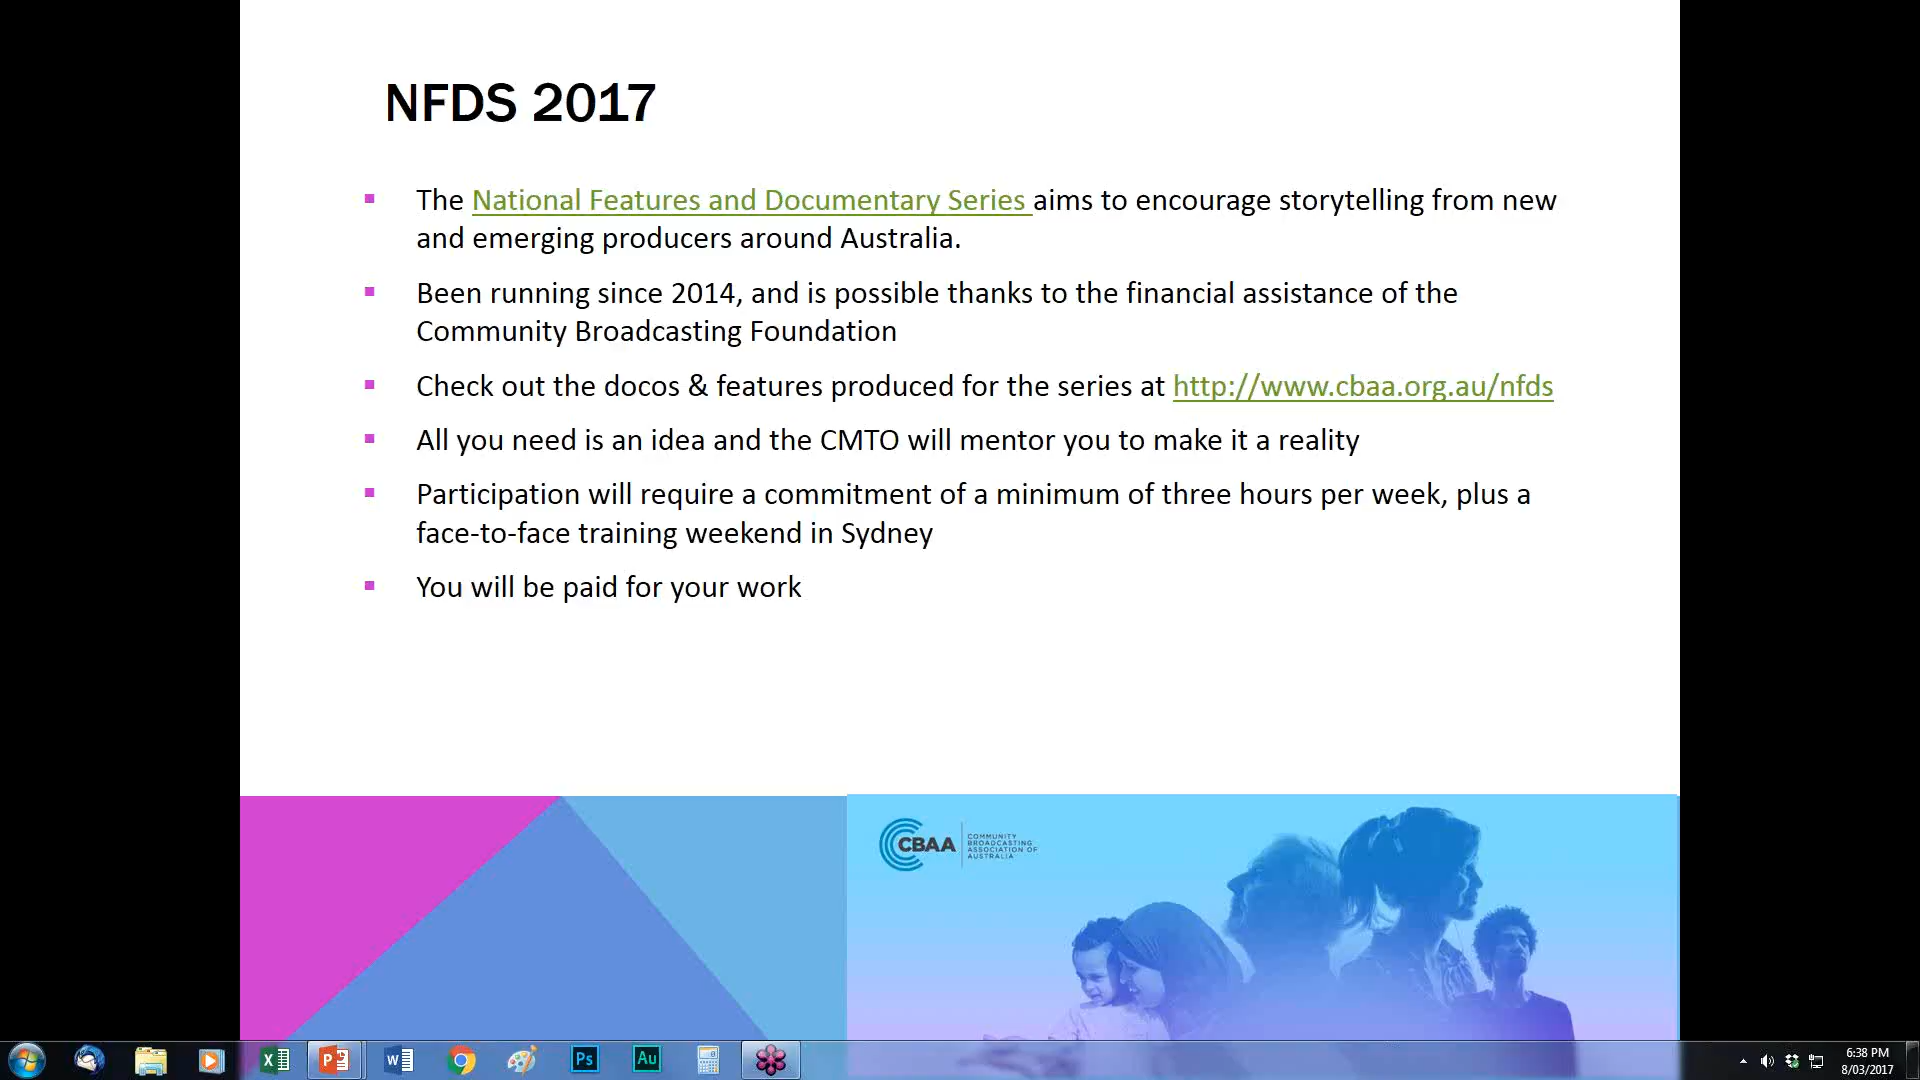 NFDS 2017
The National Features and Documentary Series aims to encourage storytelling from new
and emerging producers around Australia.
Been running since 2014, and is possible thanks to the financial assistance of the
Community Broadcasting Foundation
Check out the docos & features produced for the series at http://www.cbaa.org.au/nfds
All you need is an idea and the CMTO will mentor you to make it a reality
Participation will require a commitment of a minimum of three hours per week, plus a
face-to-face training weekend in Sydney
You will be paid for your work
CBAA
COMMUNITY
BROADCASTING
ASSOCIATION OF
AUSTRALIA
Ps
Au
6:38 PM
8/03/2017